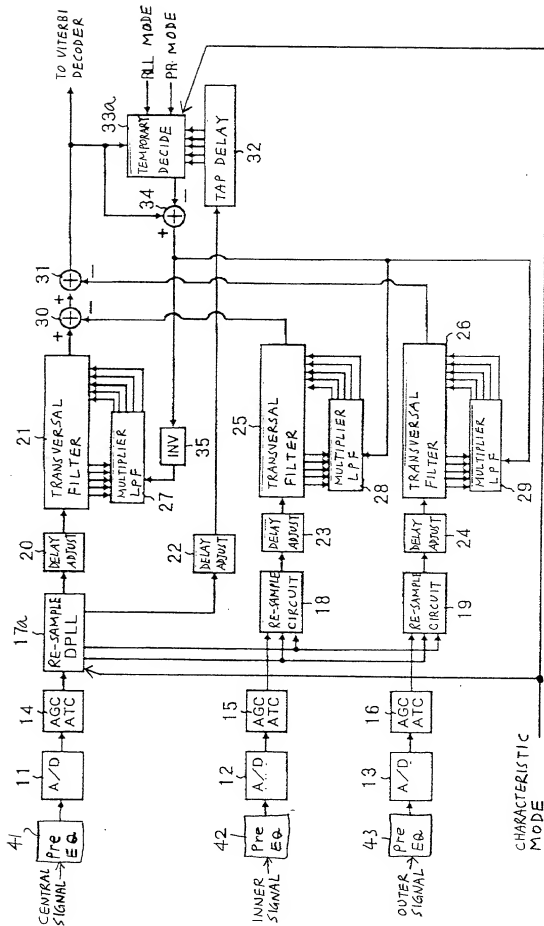 CENTRAL
SIGNAL
41
Pre
EQ
11
A/D
14
AGC
ATC
17a
RE-SAMPLE
DPLL
20
DELAY
ADJUST
21
TRANSVERSAL
FILTER
MULTIPLIER
LPF
27
30
+
−
31
+
−
TO VITERBI
DECODER
33a
TEMPORARY
DECIDE
PLL MODE
PR MODE
34
+
−
TAP DELAY
32
INV
35
22
DELAY
ADJUST
INNER
SIGNAL
42
Pre
EQ
12
A/D
15
AGC
ATC
RE-SAMPLE
CIRCUIT
18
DELAY
ADJUST
23
25
TRANSVERSAL
FILTER
MULTIPLIER
LPF
28
OUTER
SIGNAL
43
Pre
EQ
13
A/D
16
AGC
ATC
RE-SAMPLE
CIRCUIT
19
DELAY
ADJUST
24
TRANSVERSAL
FILTER
26
MULTIPLIER
LPF
29
CHARACTERISTIC
MODE